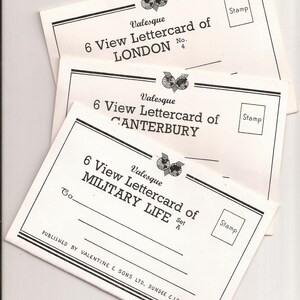 Valesque
6 View Lettercard of
LONDON No. 4
Stamp
Valesque
6 View Lettercard of
CANTERBURY
Stamp
Valesque
6 View Lettercard of
MILITARY LIFE Set A
Stamp
To
PUBLISHED BY VALENTINE & SONS LTD, DUNDEE &